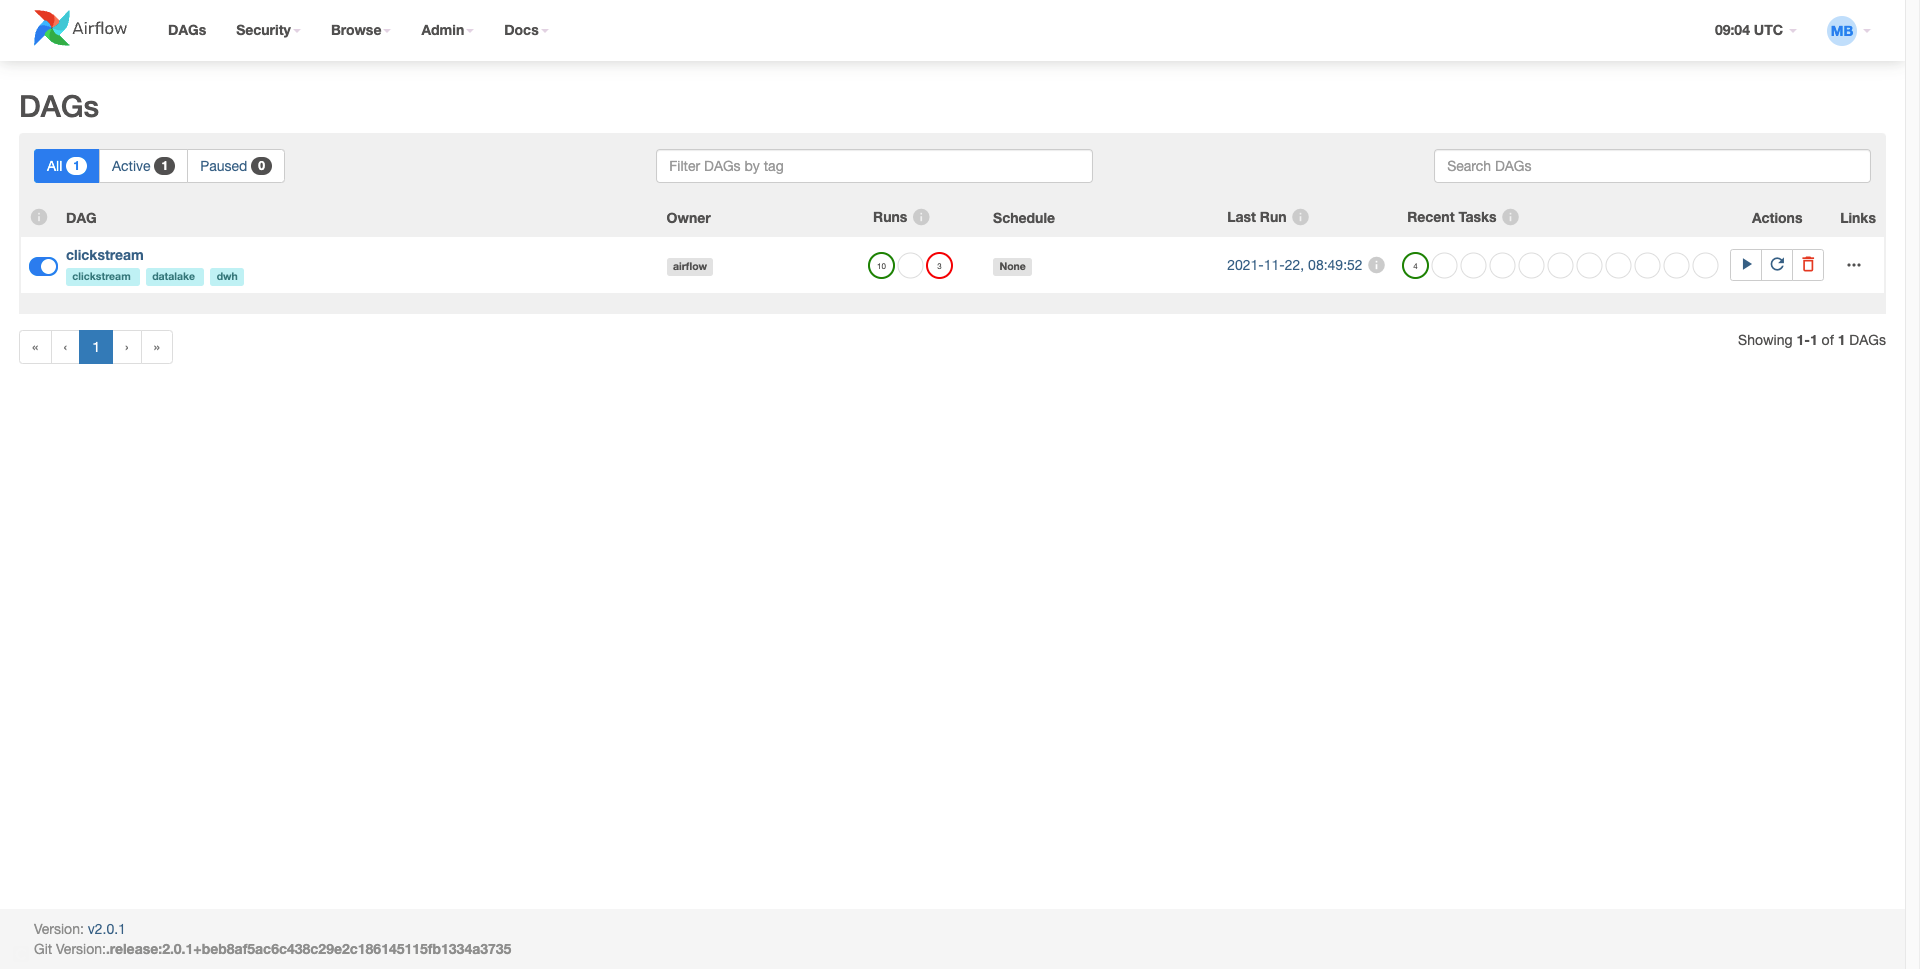 Airflow DAGs Security Browse Admin Docs 09:04 UTC MB
DAGs
All 1 Active 1 Paused 0 Filter DAGs by tag Search DAGs
i DAG Owner Runs i Schedule Last Run i Recent Tasks i Actions Links
clickstream
clickstream datalake dwh airflow 10 3 None 2021-11-22, 08:49:52 i 4 ...
« ‹ 1 › » Showing 1-1 of 1 DAGs
Version: v2.0.1
Git Version:.release:2.0.1+beb8af5ac6c438c29e2c186145115fb1334a3735